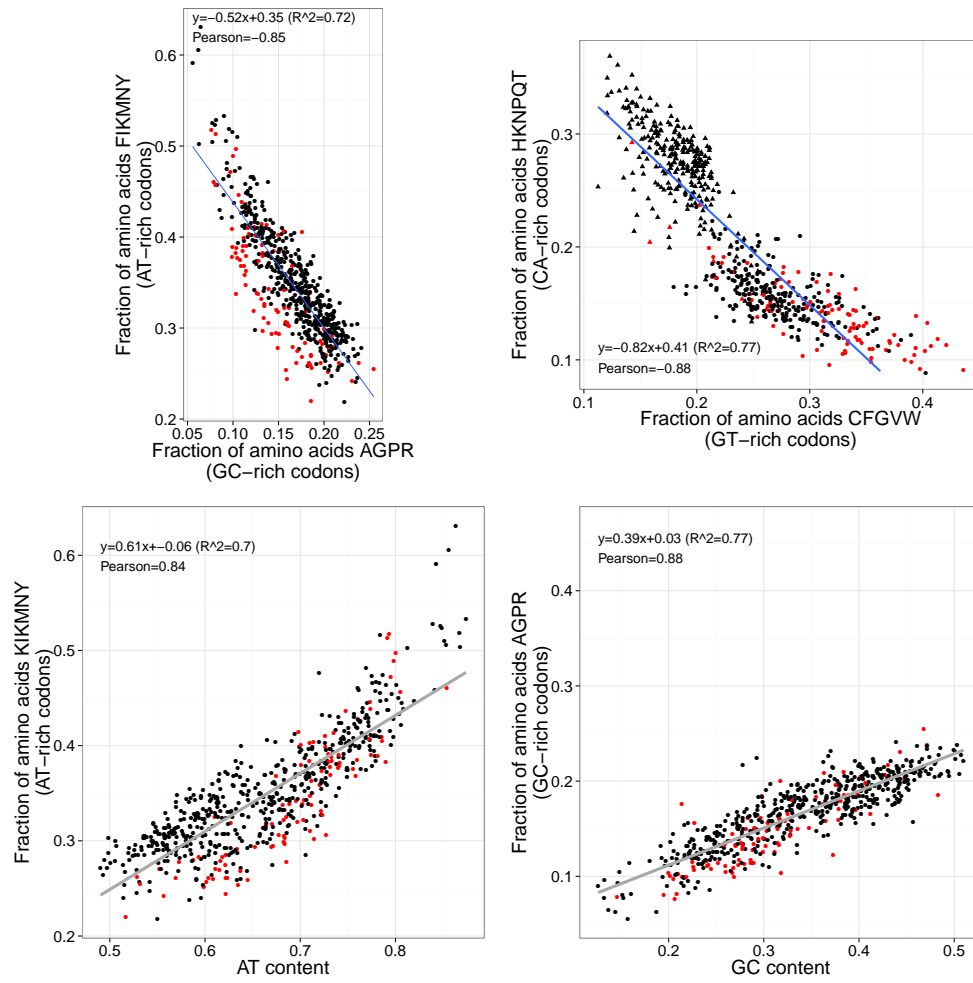 y=−0.52x+0.35 (R^2=0.72)
Pearson=−0.85
0.6
0.5
0.4
0.3
0.2
0.05 0.10 0.15 0.20 0.25
Fraction of amino acids FIKMNY
(AT−rich codons)
Fraction of amino acids AGPR
(GC−rich codons)
0.3
0.2
0.1
y=−0.82x+0.41 (R^2=0.77)
Pearson=−0.88
0.1 0.2 0.3 0.4
Fraction of amino acids HKNPQT
(CA−rich codons)
Fraction of amino acids CFGVW
(GT−rich codons)
y=0.61x+−0.06 (R^2=0.7)
Pearson=0.84
0.6
0.5
0.4
0.3
0.2
0.5 0.6 0.7 0.8
Fraction of amino acids KIKMNY
(AT−rich codons)
AT content
y=0.39x+0.03 (R^2=0.77)
Pearson=0.88
0.4
0.3
0.2
0.1
0.2 0.3 0.4 0.5
Fraction of amino acids AGPR
(GC−rich codons)
GC content